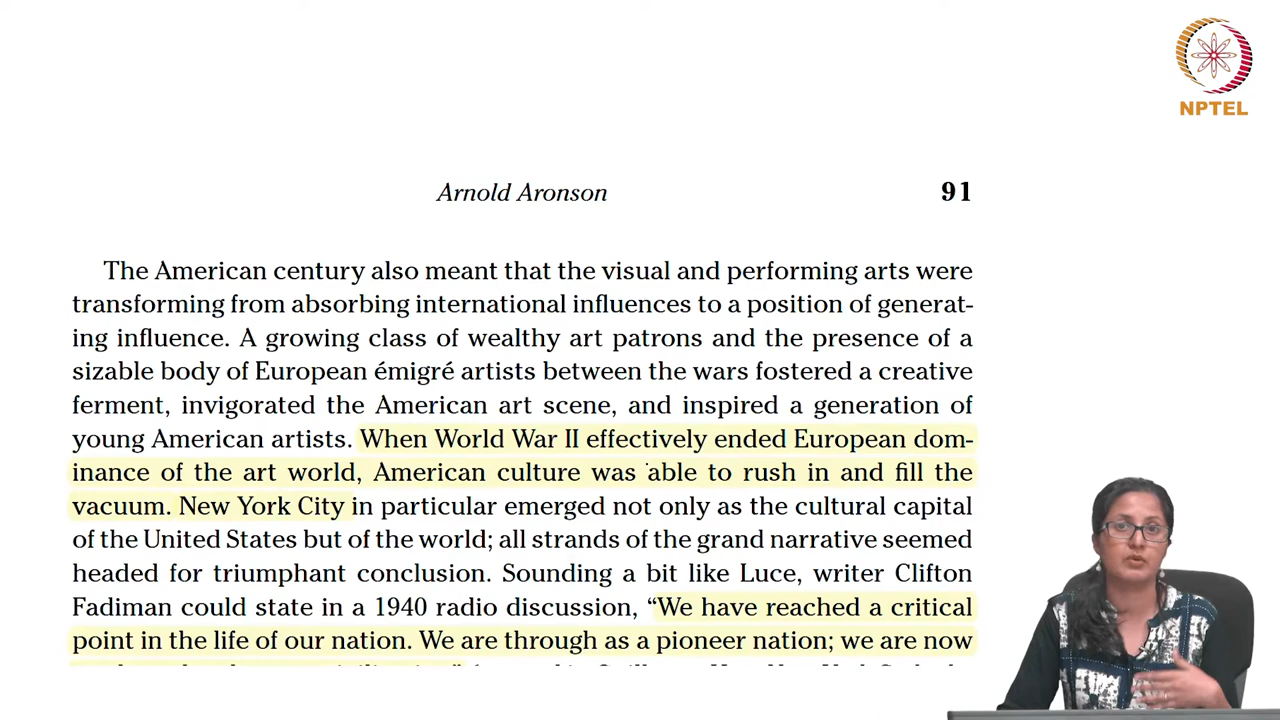 NPTEL
Arnold Aronson 91
The American century also meant that the visual and performing arts were
transforming from absorbing international influences to a position of generat-
ing influence. A growing class of wealthy art patrons and the presence of a
sizable body of European émigré artists between the wars fostered a creative
ferment, invigorated the American art scene, and inspired a generation of
young American artists. When World War II effectively ended European dom-
inance of the art world, American culture was able to rush in and fill the
vacuum. New York City in particular emerged not only as the cultural capital
of the United States but of the world; all strands of the grand narrative seemed
headed for triumphant conclusion. Sounding a bit like Luce, writer Clifton
Fadiman could state in a 1940 radio discussion, “We have reached a critical
point in the life of our nation. We are through as a pioneer nation; we are now